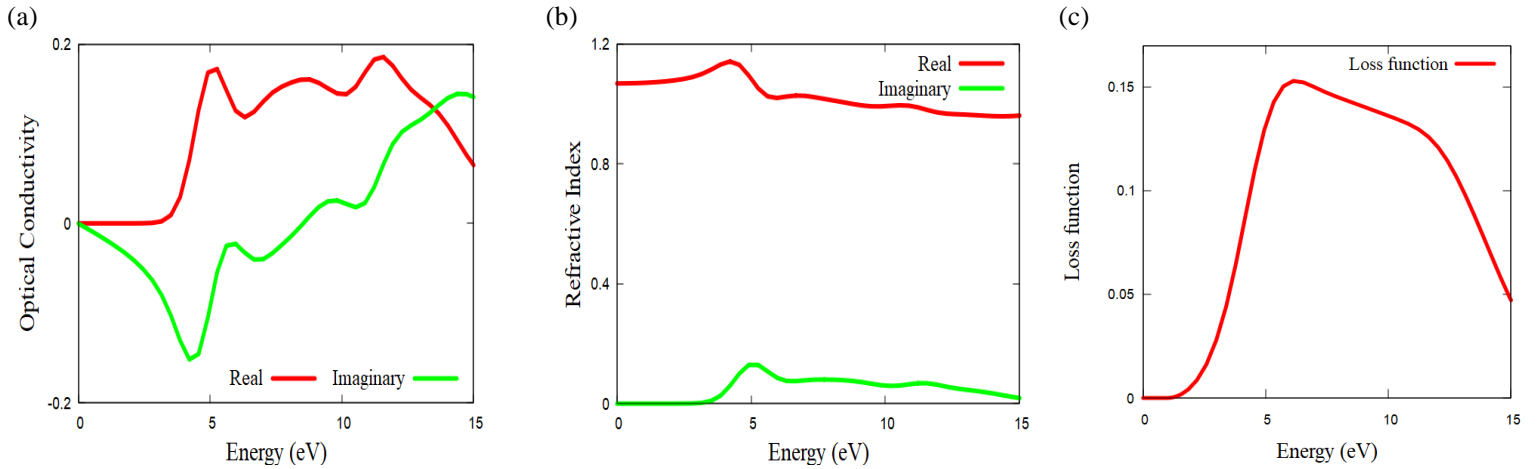 (a)
0.2
0
-0.2
Optical Conductivity
Real
Imaginary
0 5 10 15
Energy (eV)
(b)
1.2
0.8
0.4
0
Refractive Index
Real
Imaginary
0 5 10 15
Energy (eV)
(c)
0.15
0.1
0.05
0
Loss function
Loss function
0 5 10 15
Energy (eV)